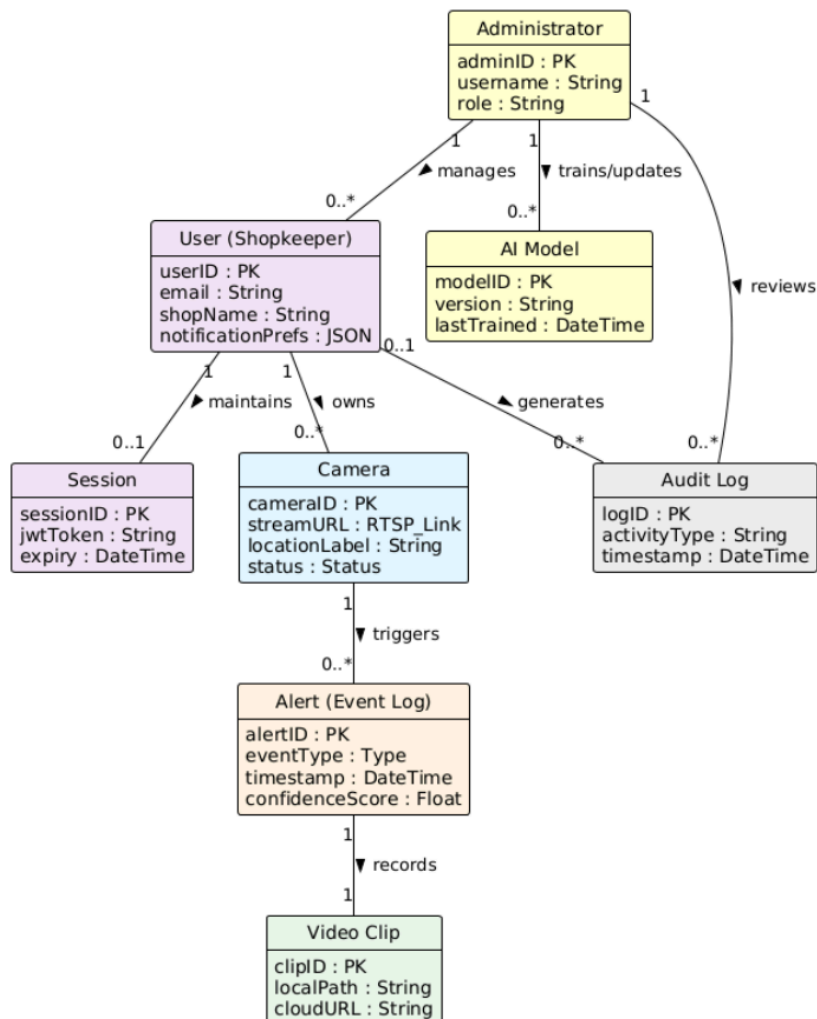 Administrator
adminID : PK
username : String
role : String
1
1
1
manages
trains/updates
0..*
0..*
User (Shopkeeper)
userID : PK
email : String
shopName : String
notificationPrefs : JSON
AI Model
modelID : PK
version : String
lastTrained : DateTime
reviews
0..1
1
1
maintains
owns
generates
0..1
0..*
0..*
0..*
Session
sessionID : PK
jwtToken : String
expiry : DateTime
Camera
cameraID : PK
streamURL : RTSP_Link
locationLabel : String
status : Status
Audit Log
logID : PK
activityType : String
timestamp : DateTime
1
triggers
0..*
Alert (Event Log)
alertID : PK
eventType : Type
timestamp : DateTime
confidenceScore : Float
1
records
1
Video Clip
clipID : PK
localPath : String
cloudURL : String